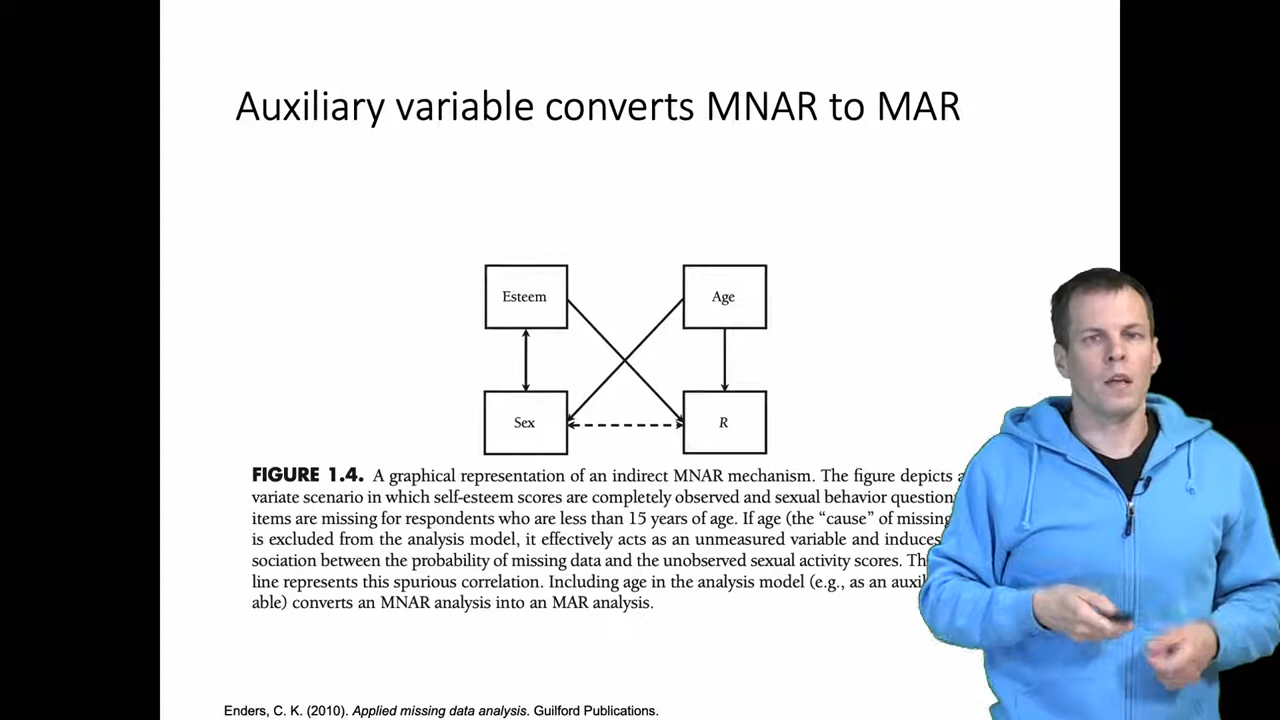 Auxiliary variable converts MNAR to MAR
Esteem
Age
Sex
R
FIGURE 1.4. A graphical representation of an indirect MNAR mechanism. The figure depicts
variate scenario in which self-esteem scores are completely observed and sexual behavior
items are missing for respondents who are less than 15 years of age. If age (the “cause” of
is excluded from the analysis model, it effectively acts as an unmeasured variable and induces
sociation between the probability of missing data and the unobserved sexual activity scores.
line represents this spurious correlation. Including age in the analysis model (e.g., as an
able) converts an MNAR analysis into an MAR analysis.
Enders, C. K. (2010). Applied missing data analysis. Guilford Publications.